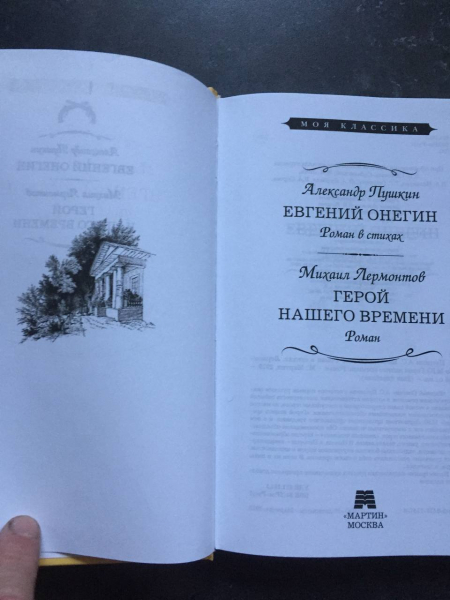 МОЯ КЛАССИКА
Александр Пушкин
ЕВГЕНИЙ ОНЕГИН
Роман в стихах
Михаил Лермонтов
ГЕРОЙ
НАШЕГО ВРЕМЕНИ
Роман
«МАРТИН»
МОСКВА